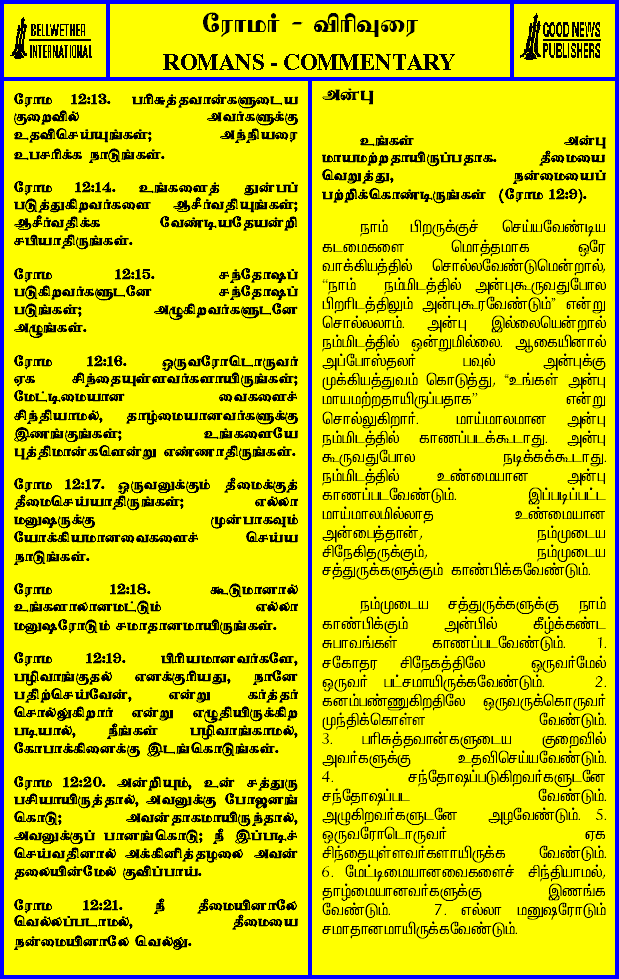 BELLWETHER
INTERNATIONAL
ரோமர் - விரிவுரை
ROMANS - COMMENTARY
GOOD NEWS
PUBLISHERS
ரோம 12:13. பரிசுத்தவான்களுடைய
குறைவில் அவர்களுக்கு
உதவிசெய்யுங்கள்; அந்நியரை
உபசரிக்க நாடுங்கள்.
ரோம 12:14. உங்களைத் துன்பப்
படுத்துகிறவர்களை ஆசீர்வதியுங்கள்;
ஆசீர்வதிக்க வேண்டியதேயன்றி
சபியாதிருங்கள்.
ரோம 12:15. சந்தோஷப்
படுகிறவர்களுடனே சந்தோஷப்
படுங்கள்; அழுகிறவர்களுடனே
அழுங்கள்.
ரோம 12:16. ஒருவரோடொருவர்
ஏக சிந்தையுள்ளவர்களாயிருங்கள்;
மேட்டிமையான வைகளைச்
சிந்தியாமல், தாழ்மையானவர்களுக்கு
இணங்குங்கள்; உங்களையே
புத்திமான்களென்று எண்ணாதிருங்கள்.
ரோம 12:17. ஒருவனுக்கும் தீமைக்குத்
தீமைசெய்யாதிருங்கள்; எல்லா
மனுஷருக்கு முன்பாகவும்
யோக்கியமானவைகளைச் செய்ய
நாடுங்கள்.
ரோம 12:18. கூடுமானால்
உங்களாலானமட்டும் எல்லா
மனுஷரோடும் சமாதானமாயிருங்கள்.
ரோம 12:19. பிரியமானவர்களே,
பழிவாங்குதல் எனக்குரியது, நானே
பதிற்செய்வேன், என்று கர்த்தர்
சொல்லுகிறார் என்று எழுதியிருக்கிற
படியால், நீங்கள் பழிவாங்காமல்,
கோபாக்கினைக்கு இடங்கொடுங்கள்.
ரோம 12:20. அன்றியும், உன் சத்துரு
பசியாயிருத்தால், அவனுக்கு போஜனங்
கொடு; அவன்தாகமாயிருந்தால்,
அவனுக்குப் பானங்கொடு; நீ இப்படிச்
செய்வதினால் அக்கினித்தழலை அவன்
தலையின்மேல் குவிப்பாய்.
ரோம 12:21. நீ தீமையினாலே
வெல்லப்படாமல், தீமையை
நன்மையினாலே வெல்லு.
அன்பு
உங்கள் அன்பு
மாயமற்றதாயிருப்பதாக. தீமையை
வெறுத்து, நன்மையைப்
பற்றிக்கொண்டிருங்கள் (ரோம 12:9).
நாம் பிறருக்குச் செய்யவேண்டிய
கடமைகளை மொத்தமாக ஒரே
வாக்கியத்தில் சொல்லவேண்டுமென்றால்,
“நாம் நம்மிடத்தில் அன்புகூருவதுபோல
பிறரிடத்திலும் அன்புகூரவேண்டும்” என்று
சொல்லலாம். அன்பு இல்லையென்றால்
நம்மிடத்தில் ஒன்றுமில்லை. ஆகையினால்
அப்போஸ்தலர் பவுல் அன்புக்கு
முக்கியத்துவம் கொடுத்து, “உங்கள் அன்பு
மாயமற்றதாயிருப்பதாக” என்று
சொல்லுகிறார். மாய்மாலமான அன்பு
நம்மிடத்தில் காணப்படக்கூடாது. அன்பு
கூருவதுபோல நடிக்கக்கூடாது.
நம்மிடத்தில் உண்மையான அன்பு
காணப்படவேண்டும். இப்படிப்பட்ட
மாய்மாலமில்லாத உண்மையான
அன்பைத்தான், நம்முடைய
சிநேகிதருக்கும், நம்முடைய
சத்துருக்களுக்கும் காண்பிக்கவேண்டும்.
நம்முடைய சத்துருக்களுக்கு நாம்
காண்பிக்கும் அன்பில் கீழ்க்கண்ட
சுபாவங்கள் காணப்படவேண்டும். 1.
சகோதர சிநேகத்திலே ஒருவர்மேல்
ஒருவர் பட்சமாயிருக்கவேண்டும். 2.
கனம்பண்ணுகிறதிலே ஒருவருக்கொருவர்
முந்திக்கொள்ள வேண்டும்.
3. பரிசுத்தவான்களுடைய குறைவில்
அவர்களுக்கு உதவிசெய்யவேண்டும்.
4. சந்தோஷப்படுகிறவர்களுடனே
சந்தோஷப்பட வேண்டும்.
அழுகிறவர்களுடனே அழவேண்டும். 5.
ஒருவரோடொருவர் ஏக
சிந்தையுள்ளவர்களாயிருக்க வேண்டும்.
6. மேட்டிமையானவைகளைச் சிந்தியாமல்,
தாழ்மையானவர்களுக்கு இணங்க
வேண்டும். 7. எல்லா மனுஷரோடும்
சமாதானமாயிருக்கவேண்டும்.